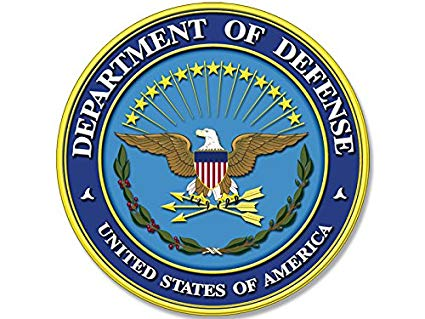 DEPARTMENT OF DEFENSE
UNITED STATES OF AMERICA